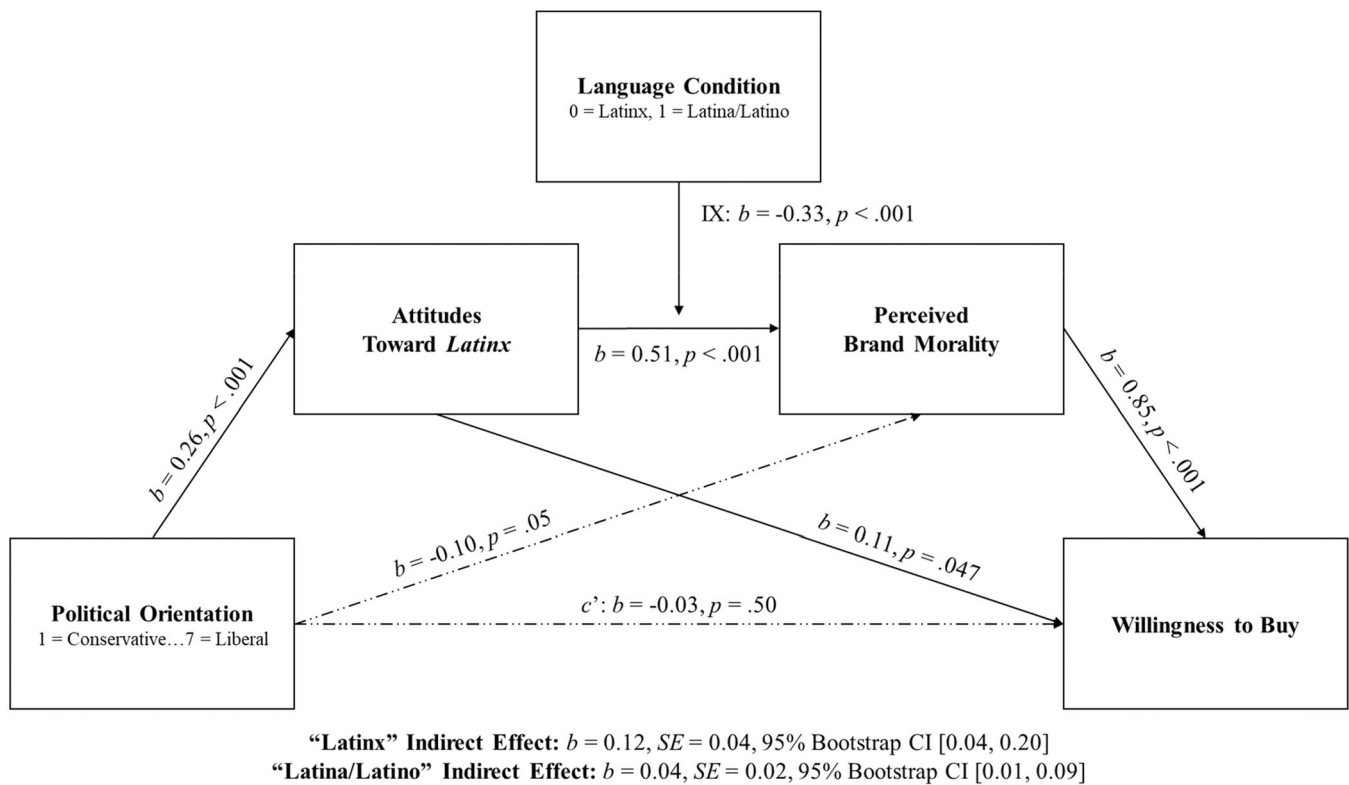 Language Condition
0 = Latinx, 1 = Latina/Latino
IX: b = -0.33, p < .001
Attitudes
Toward Latinx
b = 0.51, p < .001
Perceived
Brand Morality
b = 0.26, p < .001
b = 0.85, p < .001
b = -0.10, p = .05
b = 0.11, p = .047
c’: b = -0.03, p = .50
Political Orientation
1 = Conservative…7 = Liberal
Willingness to Buy
“Latinx” Indirect Effect: b = 0.12, SE = 0.04, 95% Bootstrap CI [0.04, 0.20]
“Latina/Latino” Indirect Effect: b = 0.04, SE = 0.02, 95% Bootstrap CI [0.01, 0.09]